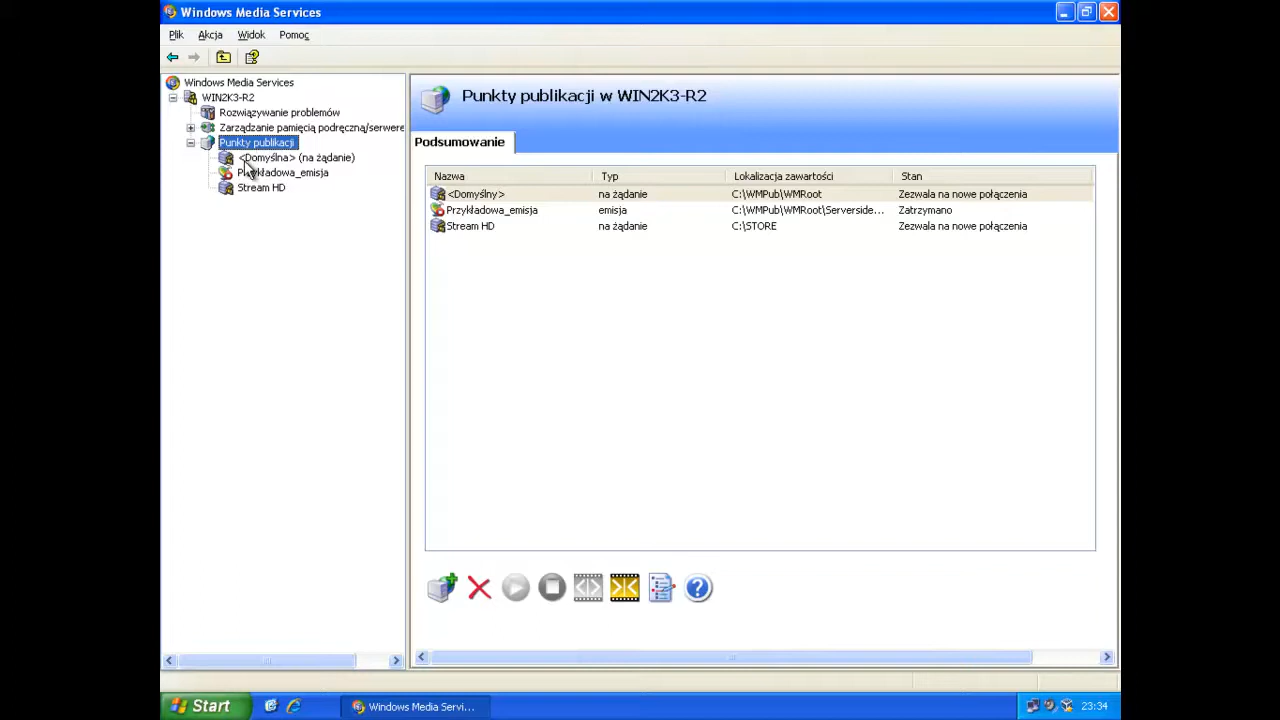 Windows Media Services
Plik Akcja Widok Pomoc
Windows Media Services
WIN2K3-R2
Rozwiązywanie problemów
Zarządzanie pamięcią podręczną/serwere
Punkty publikacji
<Domyślna> (na żądanie)
Przykładowa_emisja
Stream HD
Punkty publikacji w WIN2K3-R2
Podsumowanie
Nazwa Typ Lokalizacja zawartości Stan
<Domyślny> na żądanie C:\WMPub\WMRoot Zezwala na nowe połączenia
Przykładowa_emisja emisja C:\WMPub\WMRoot\Serverside... Zatrzymano
Stream HD na żądanie C:\STORE Zezwala na nowe połączenia
Start Windows Media Servi... 23:34